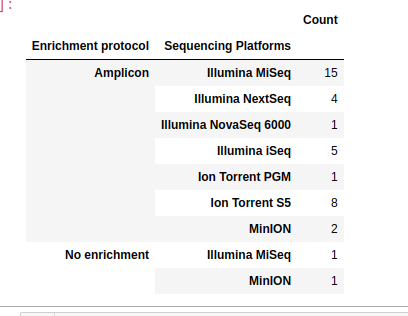 ]:
Count
Enrichment protocol Sequencing Platforms
Amplicon Illumina MiSeq 15
Illumina NextSeq 4
Illumina NovaSeq 6000 1
Illumina iSeq 5
Ion Torrent PGM 1
Ion Torrent S5 8
MinION 2
No enrichment Illumina MiSeq 1
MinION 1